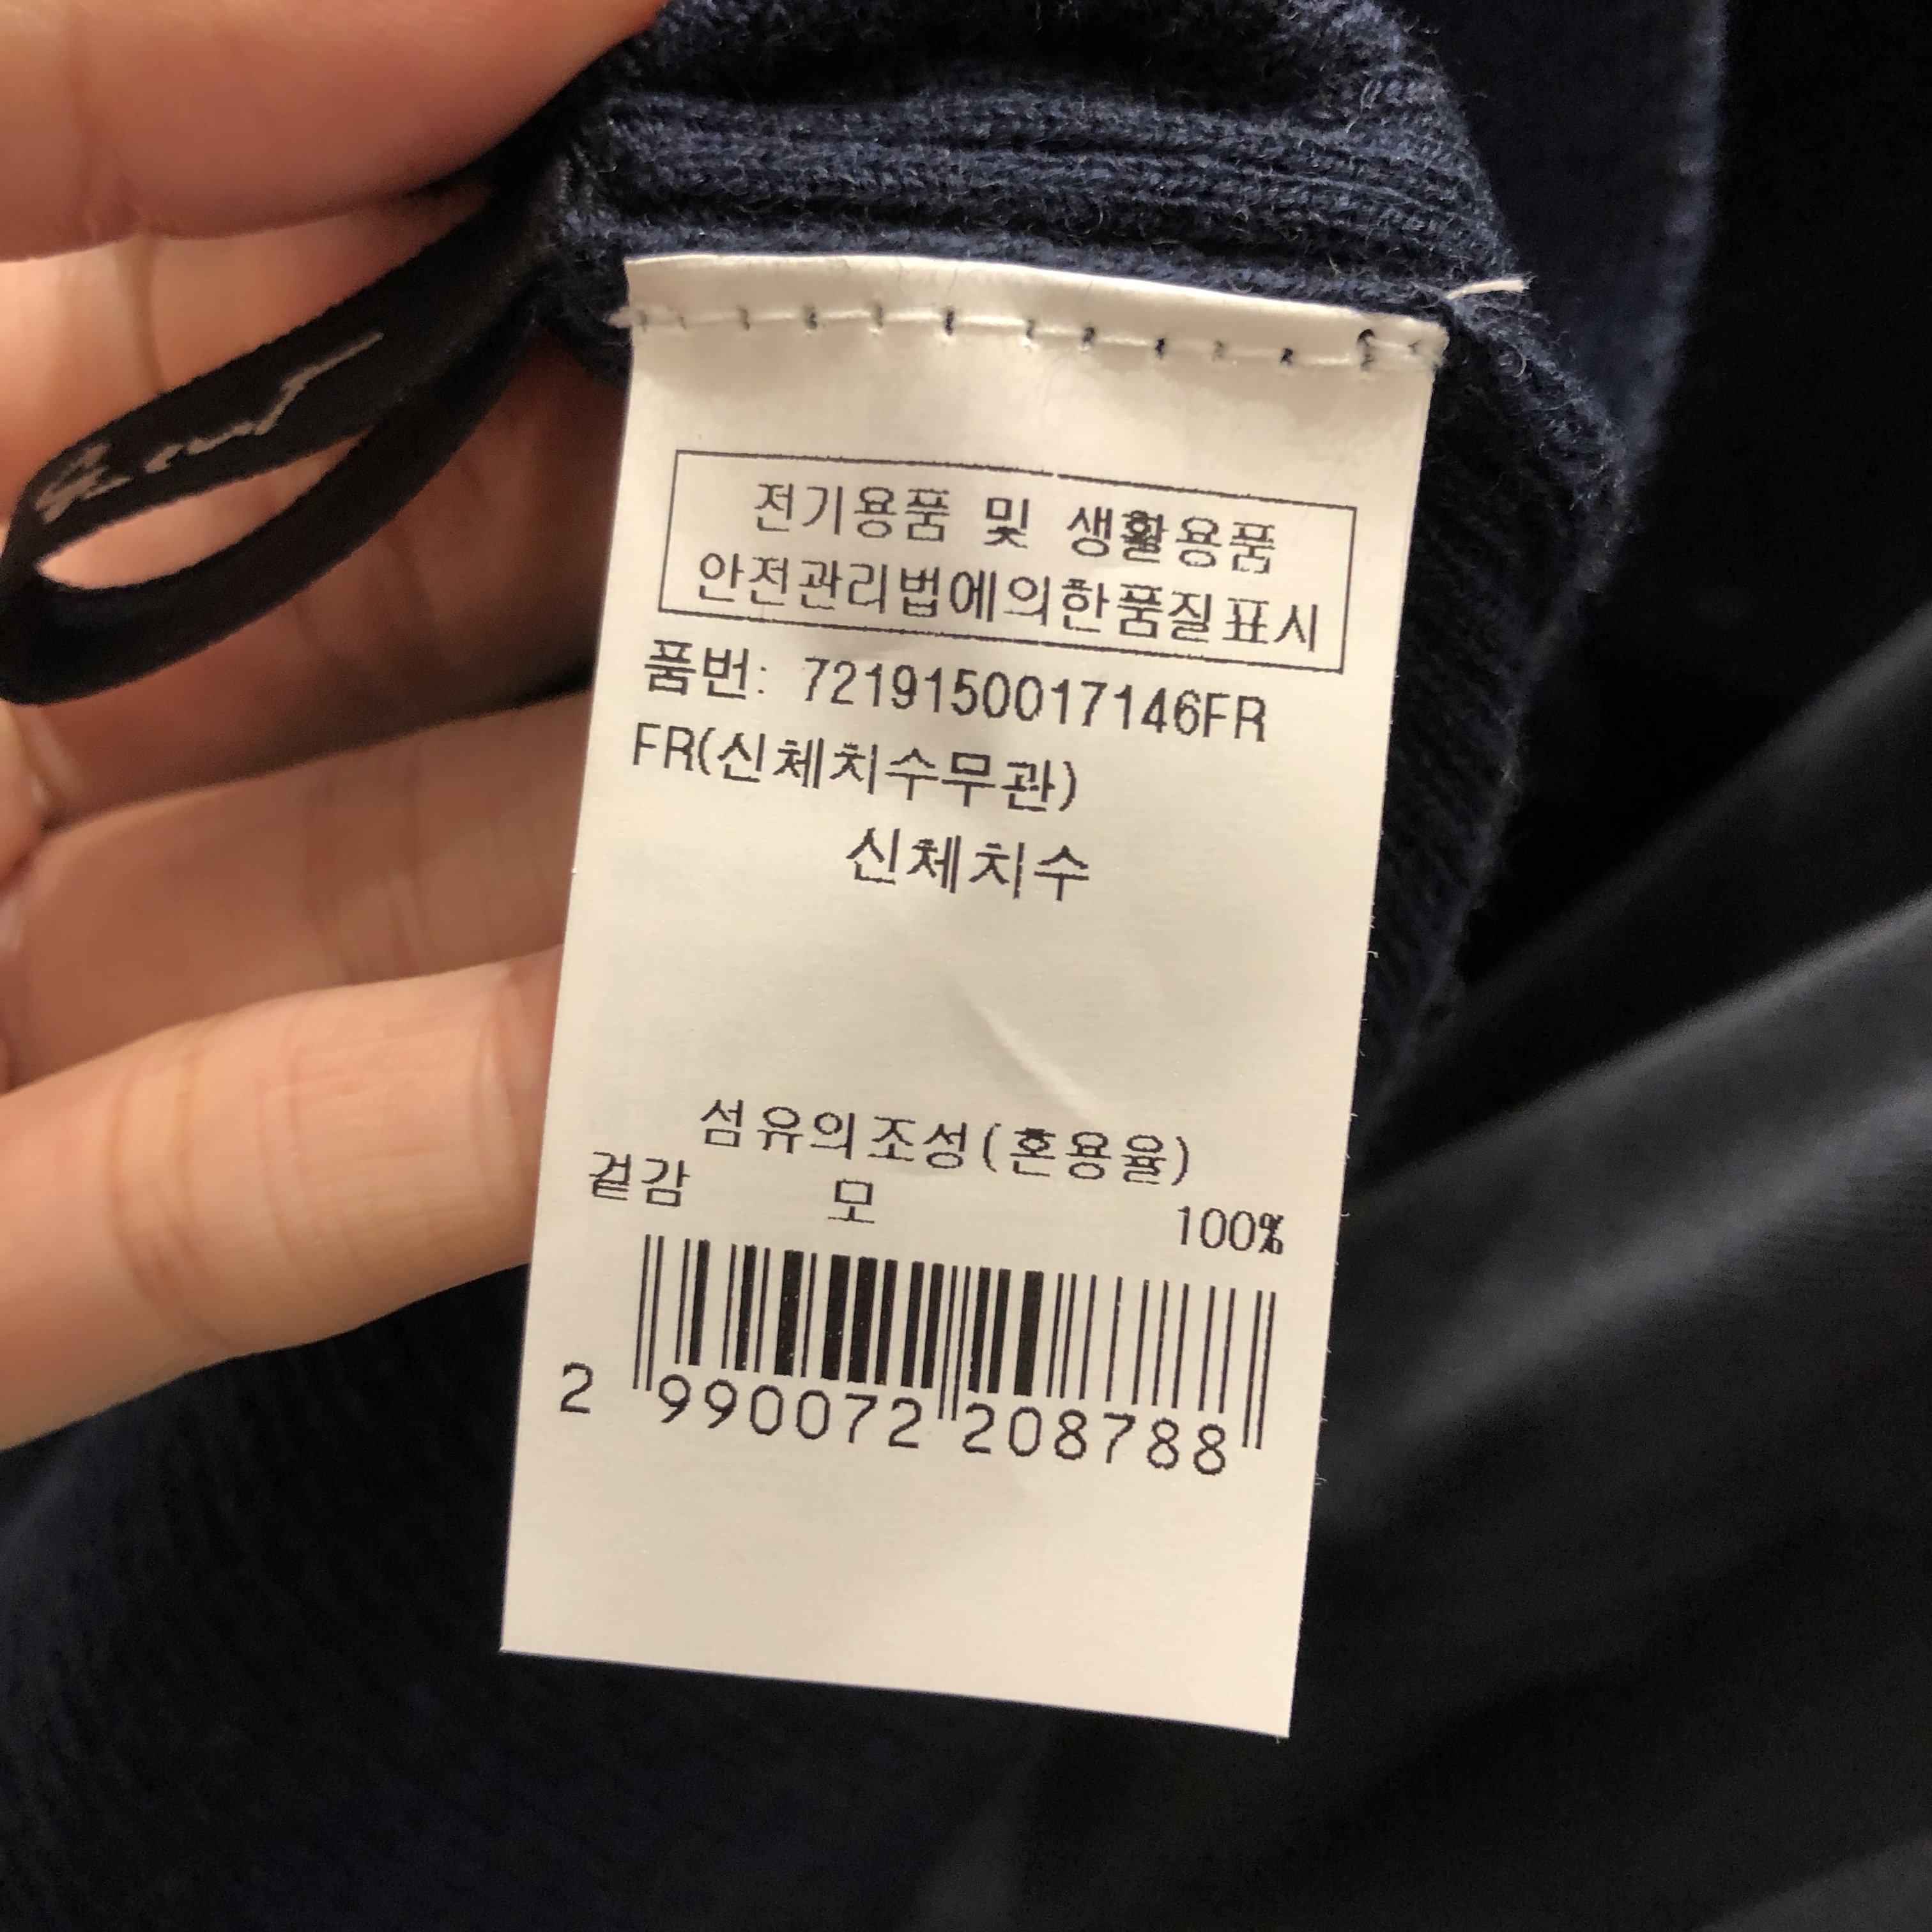 전기용품 및 생활용품
안전관리법에의한품질표시
품번: 7219150017146FR
FR(신체치수무관)
신체치수
섬유의조성(혼용율)
겉감 모 100%
2 990072 208788